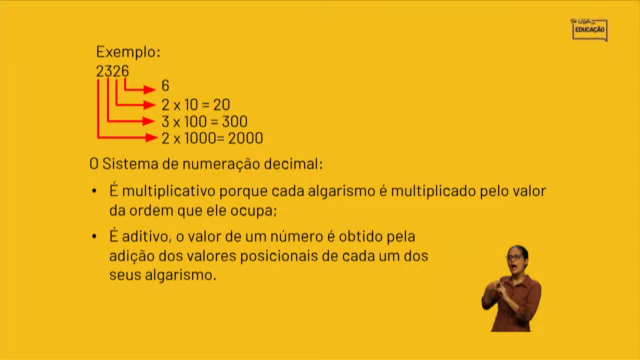 EDUCAÇÃO
Exemplo:
2326
6
2 x 10 = 20
3 x 100 = 300
2 x 1000= 2000
O Sistema de numeração decimal:
• É multiplicativo porque cada algarismo é multiplicado pelo valor
da ordem que ele ocupa;
• É aditivo, o valor de um número é obtido pela
adição dos valores posicionais de cada um dos
seus algarismo.